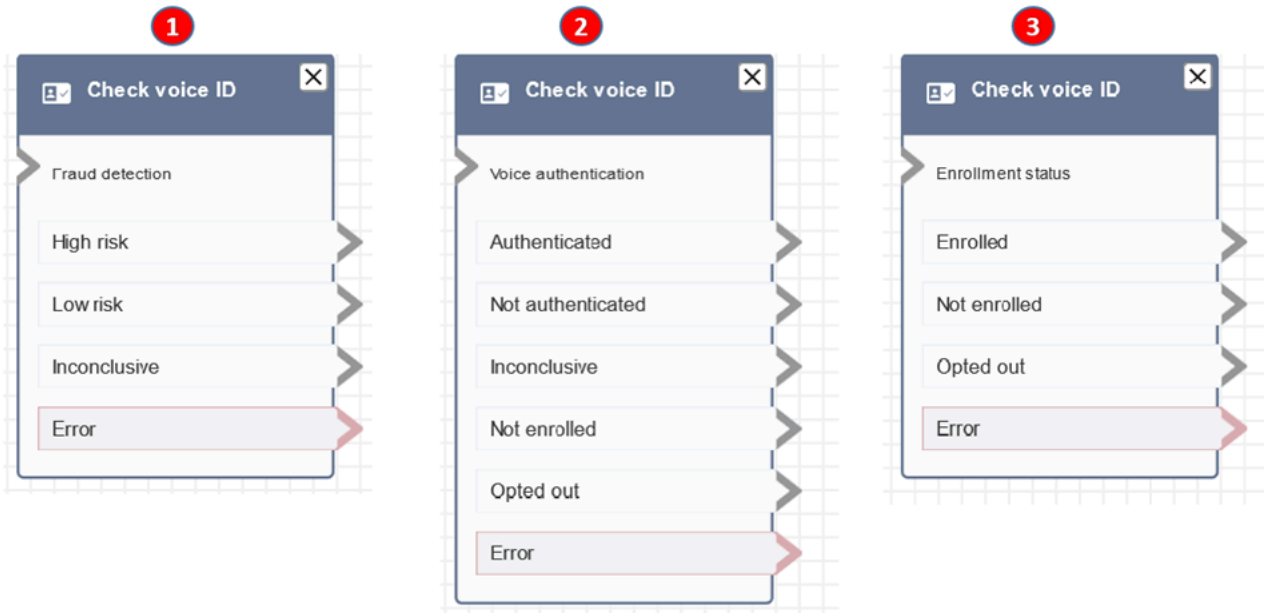 1
Check voice ID
Fraud detection
High risk
Low risk
Inconclusive
Error
2
Check voice ID
Voice authentication
Authenticated
Not authenticated
Inconclusive
Not enrolled
Opted out
Error
3
Check voice ID
Enrollment status
Enrolled
Not enrolled
Opted out
Error